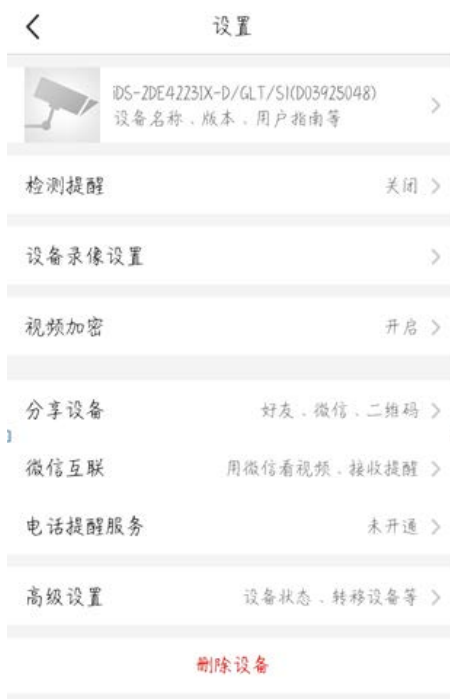 设置
iDS-2DE4223IX-D/GLT/SI(D03925048)
设备名称、版本、用户指南等
检测提醒 关闭
设备录像设置
视频加密 开启
分享设备 好友、微信、二维码
微信互联 用微信看视频、接收提醒
电话提醒服务 未开通
高级设置 设备状态、转移设备等
删除设备